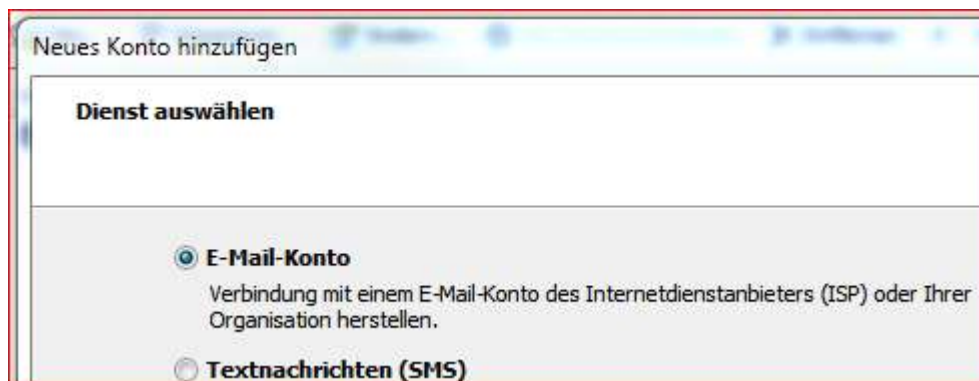 Neues Konto hinzufügen
Dienst auswählen
E-Mail-Konto
Verbindung mit einem E-Mail-Konto des Internetdienstanbieters (ISP) oder Ihrer
Organisation herstellen.
Textnachrichten (SMS)